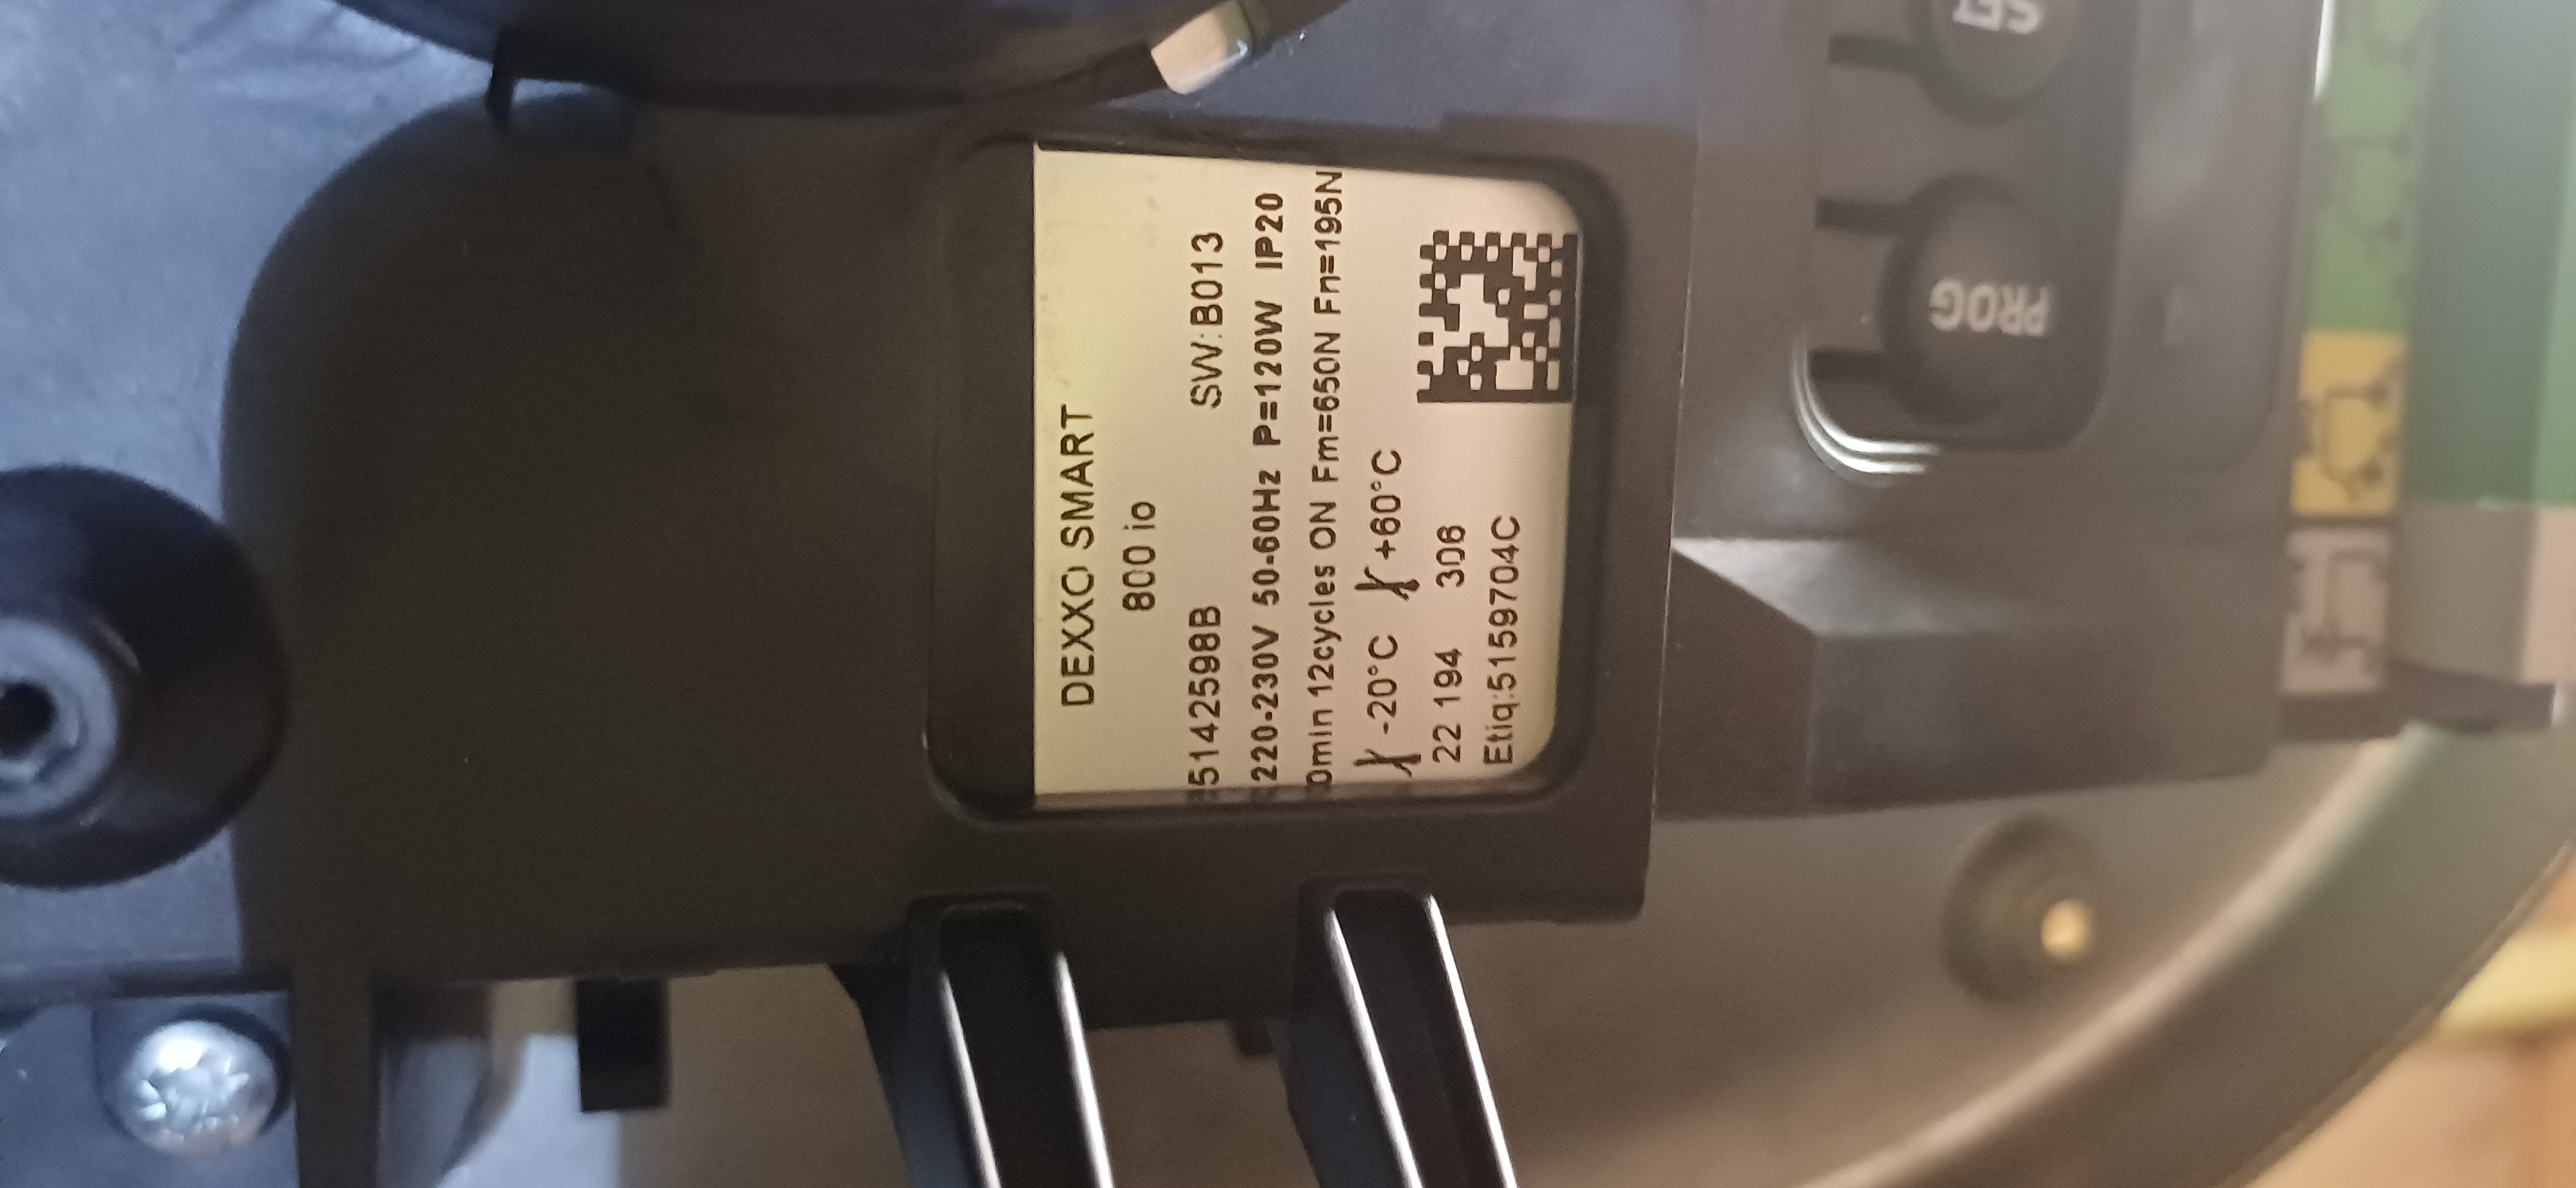 DEXXO SMART
800 io
5142598B SW:B013
220-230V 50-60Hz P=120W IP20
0min 12cycles ON Fm=650N Fn=195N
-20°C +60°C
22 194 306
Etiq:5159704C
SET
PROG